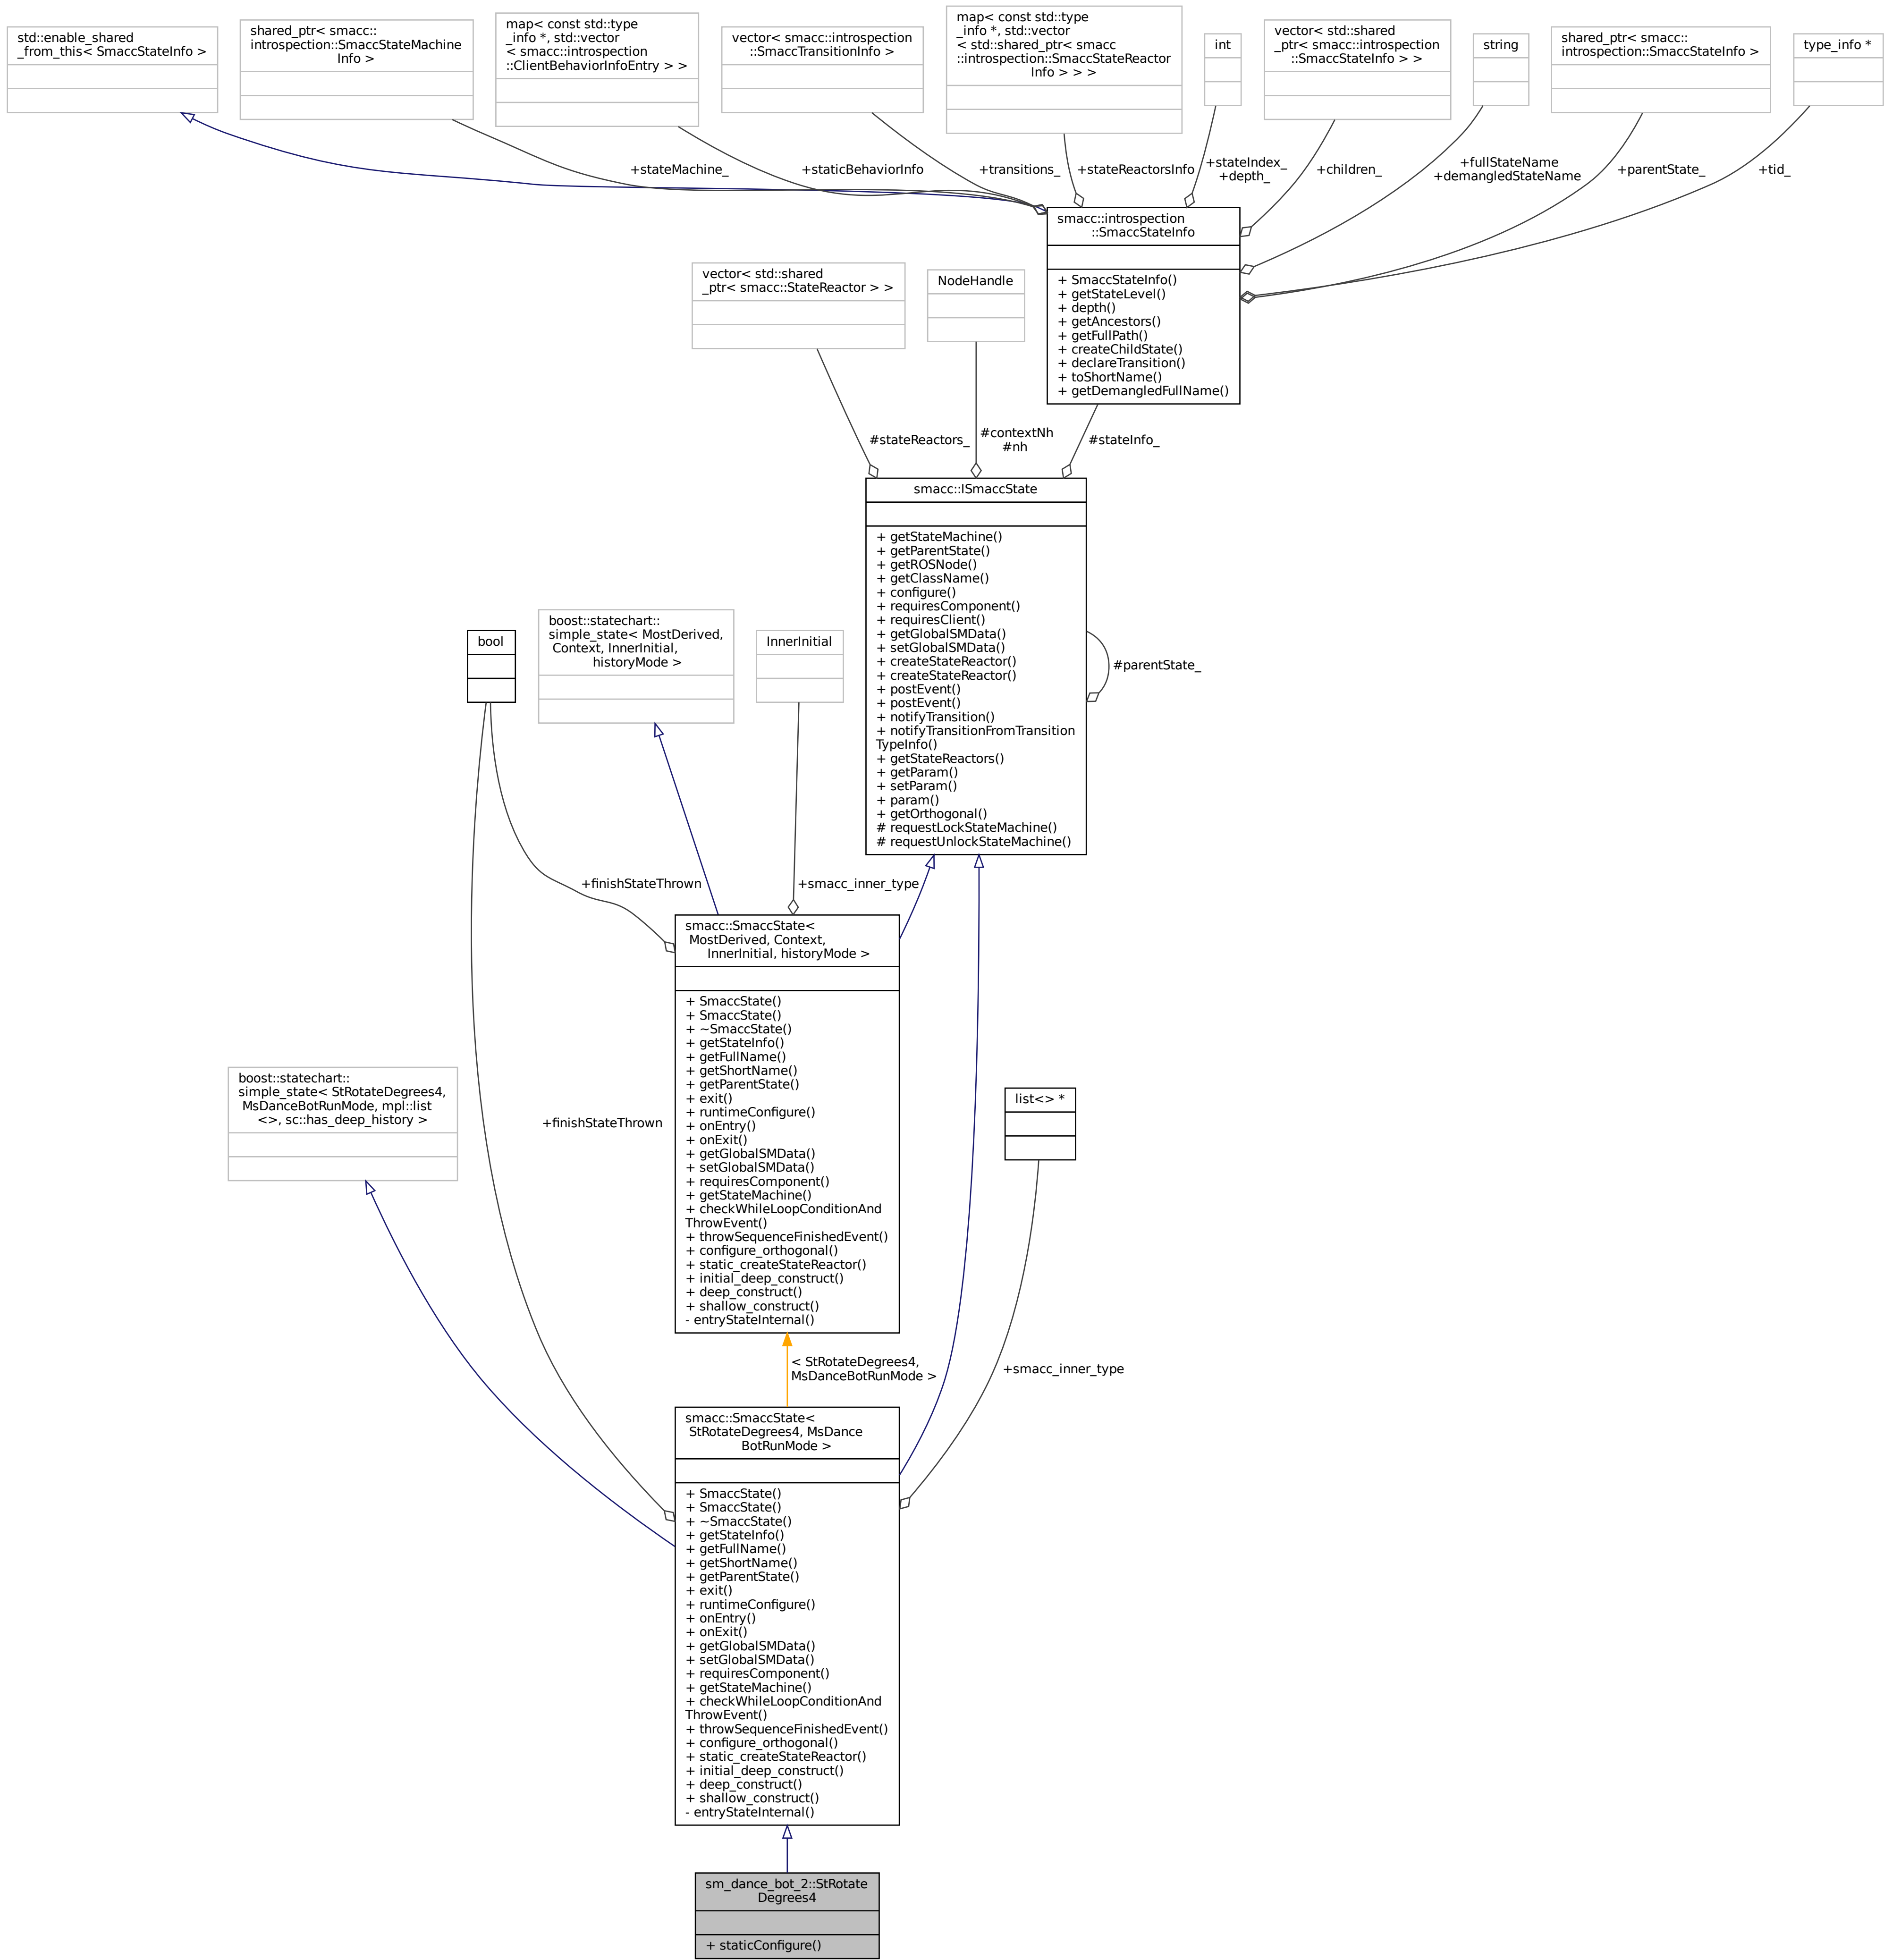 std::enable_shared
_from_this< SmaccStateInfo >
shared_ptr< smacc::
introspection::SmaccStateMachine
Info >
map< const std::type
_info *, std::vector
< smacc::introspection
::ClientBehaviorInfoEntry > >
vector< smacc::introspection
::SmaccTransitionInfo >
map< const std::type
_info *, std::vector
< std::shared_ptr< smacc
::introspection::SmaccStateReactor
Info > > >
int
vector< std::shared
_ptr< smacc::introspection
::SmaccStateInfo > >
string
shared_ptr< smacc::
introspection::SmaccStateInfo >
type_info *
+stateMachine_
+staticBehaviorInfo
+transitions_
+stateReactorsInfo
+stateIndex_
+depth_
+children_
+fullStateName
+demangledStateName
+parentState_
+tid_
smacc::introspection
::SmaccStateInfo
+ SmaccStateInfo()
+ getStateLevel()
+ depth()
+ getAncestors()
+ getFullPath()
+ createChildState()
+ declareTransition()
+ toShortName()
+ getDemangledFullName()
vector< std::shared
_ptr< smacc::StateReactor > >
NodeHandle
#stateReactors_
#contextNh
#nh
#stateInfo_
smacc::ISmaccState
+ getStateMachine()
+ getParentState()
+ getROSNode()
+ getClassName()
+ configure()
+ requiresComponent()
+ requiresClient()
+ getGlobalSMData()
+ setGlobalSMData()
+ createStateReactor()
+ createStateReactor()
+ postEvent()
+ postEvent()
+ notifyTransition()
+ notifyTransitionFromTransition
TypeInfo()
+ getStateReactors()
+ getParam()
+ setParam()
+ param()
+ getOrthogonal()
# requestLockStateMachine()
# requestUnlockStateMachine()
#parentState_
bool
boost::statechart::
simple_state< MostDerived,
Context, InnerInitial,
historyMode >
InnerInitial
+finishStateThrown
+smacc_inner_type
smacc::SmaccState<
MostDerived, Context,
InnerInitial, historyMode >
+ SmaccState()
+ SmaccState()
+ ~SmaccState()
+ getStateInfo()
+ getFullName()
+ getShortName()
+ getParentState()
+ exit()
+ runtimeConfigure()
+ onEntry()
+ onExit()
+ getGlobalSMData()
+ setGlobalSMData()
+ requiresComponent()
+ getStateMachine()
+ checkWhileLoopConditionAnd
ThrowEvent()
+ throwSequenceFinishedEvent()
+ configure_orthogonal()
+ static_createStateReactor()
+ initial_deep_construct()
+ deep_construct()
+ shallow_construct()
- entryStateInternal()
boost::statechart::
simple_state< StRotateDegrees4,
MsDanceBotRunMode, mpl::list
<>, sc::has_deep_history >
+finishStateThrown
list<> *
< StRotateDegrees4,
MsDanceBotRunMode >
+smacc_inner_type
smacc::SmaccState<
StRotateDegrees4, MsDance
BotRunMode >
+ SmaccState()
+ SmaccState()
+ ~SmaccState()
+ getStateInfo()
+ getFullName()
+ getShortName()
+ getParentState()
+ exit()
+ runtimeConfigure()
+ onEntry()
+ onExit()
+ getGlobalSMData()
+ setGlobalSMData()
+ requiresComponent()
+ getStateMachine()
+ checkWhileLoopConditionAnd
ThrowEvent()
+ throwSequenceFinishedEvent()
+ configure_orthogonal()
+ static_createStateReactor()
+ initial_deep_construct()
+ deep_construct()
+ shallow_construct()
- entryStateInternal()
sm_dance_bot_2::StRotate
Degrees4
+ staticConfigure()